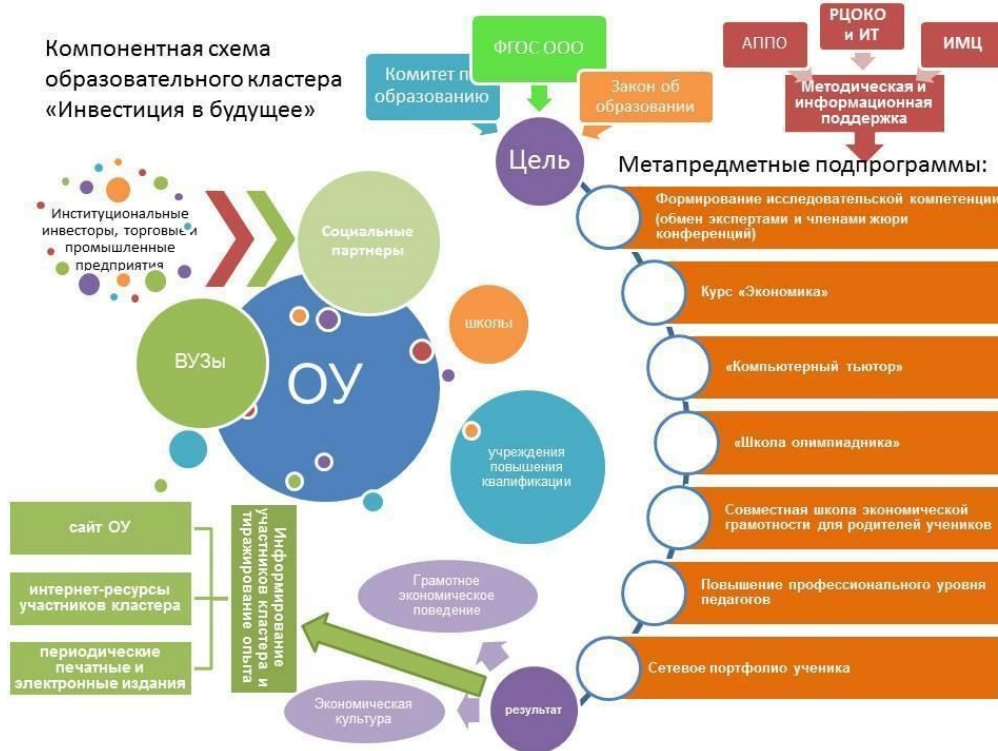 Компонентная схема
образовательного кластера
«Инвестиция в будущее»
ФГОС ООО
Комитет п
образованию
Закон об
образовании
Цель
АППО
РЦОКО
и ИТ
ИМЦ
Методическая и
информационная
поддержка
Метапредметные подпрограммы:
Формирование исследовательской компетенции
(обмен экспертами и членами жюри
конференций)
Курс «Экономика»
«Компьютерный тьютор»
«Школа олимпиадника»
Совместная школа экономической
грамотности для родителей учеников
Повышение профессионального уровня
педагогов
Сетевое портфолио ученика
Институциональные
инвесторы, торговые и
промышленные
предприятия
Социальные
партнеры
ВУЗы
ОУ
школы
учреждения
повышения
квалификации
сайт ОУ
интернет-ресурсы
участников кластера
периодические
печатные и
электронные издания
Информирование
участников кластера и
тиражирование опыта
Грамотное
экономическое
поведение
Экономическая
культура
результат